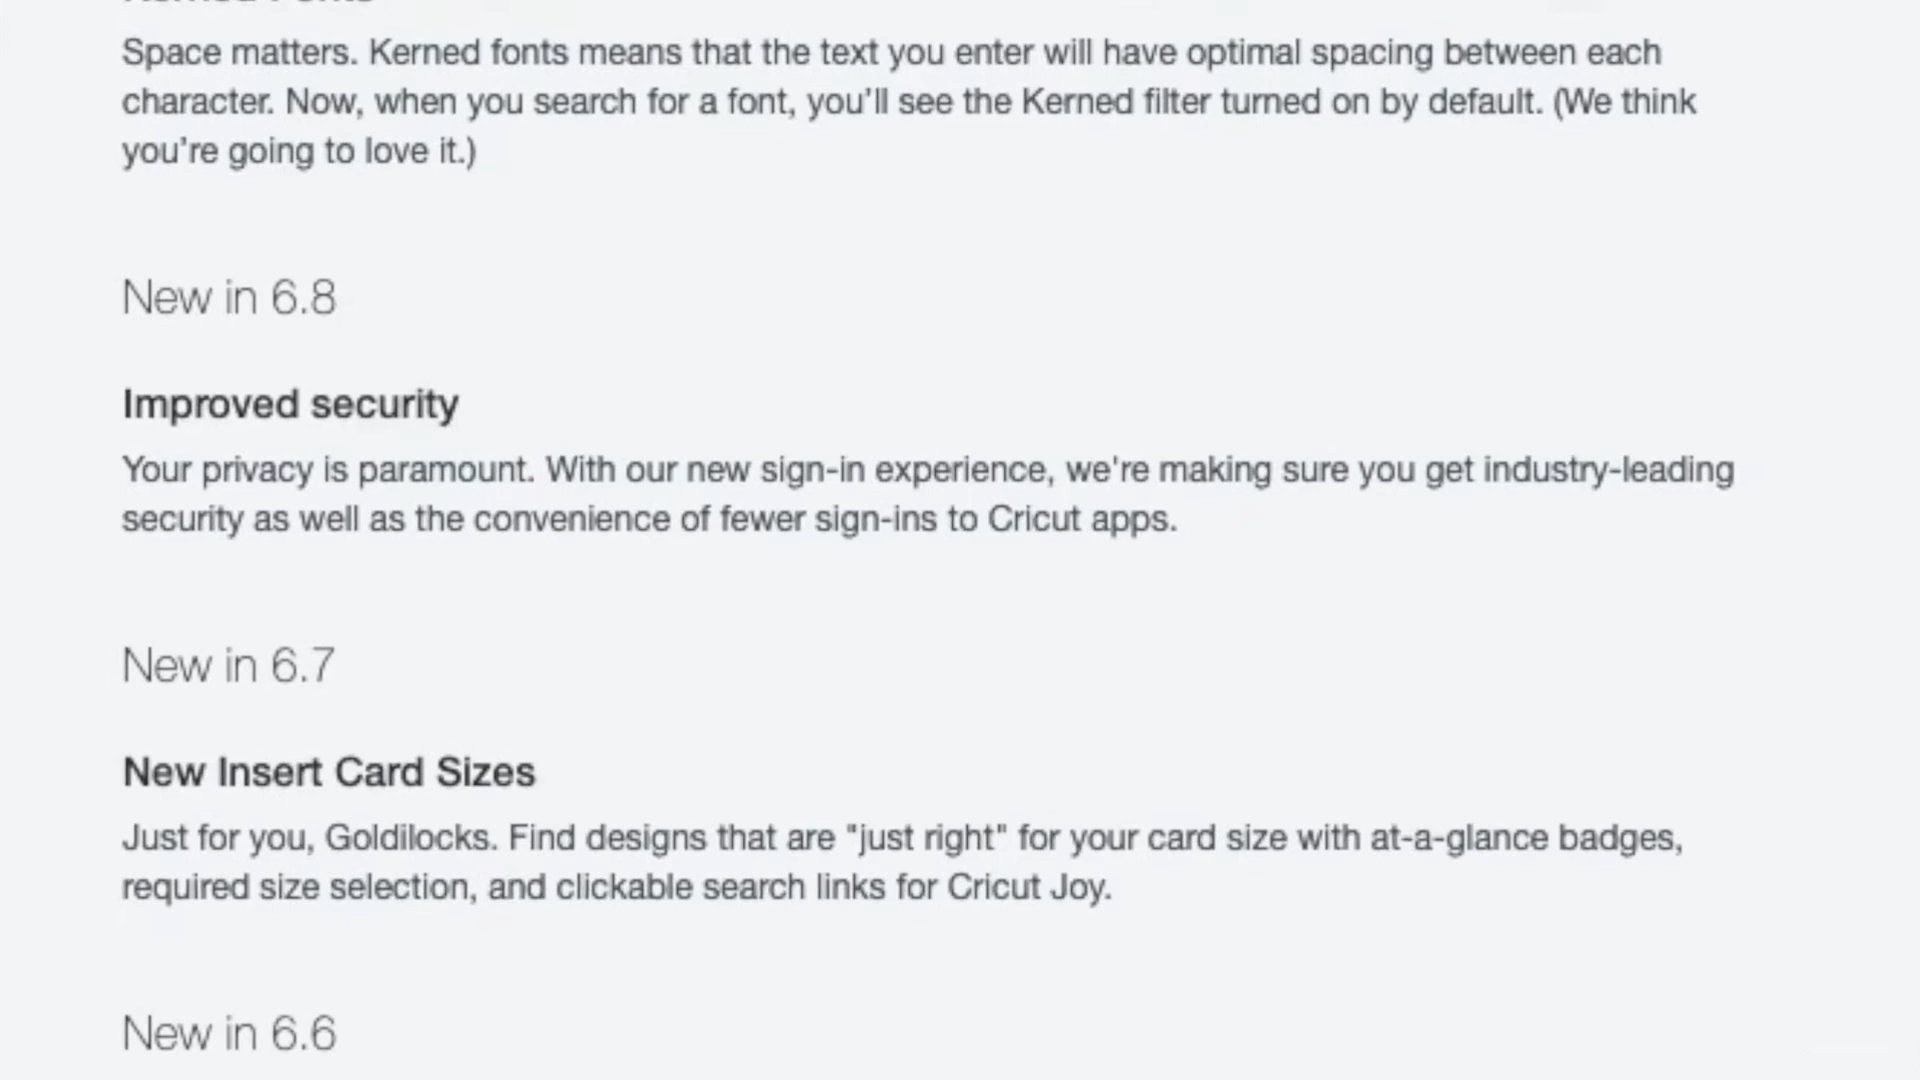 Kerned Fonts
Space matters. Kerned fonts means that the text you enter will have optimal spacing between each
character. Now, when you search for a font, you’ll see the Kerned filter turned on by default. (We think
you’re going to love it.)
New in 6.8
Improved security
Your privacy is paramount. With our new sign-in experience, we're making sure you get industry-leading
security as well as the convenience of fewer sign-ins to Cricut apps.
New in 6.7
New Insert Card Sizes
Just for you, Goldilocks. Find designs that are "just right" for your card size with at-a-glance badges,
required size selection, and clickable search links for Cricut Joy.
New in 6.6